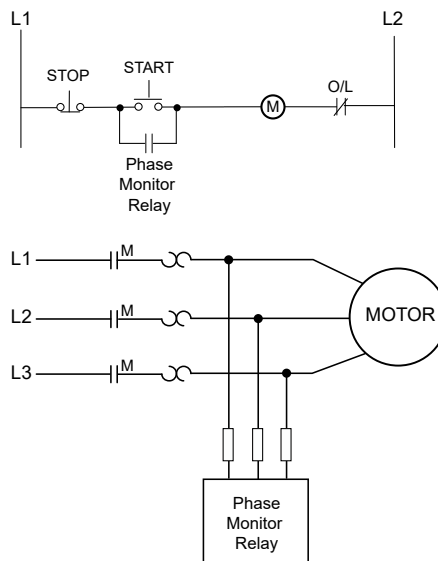 L1
L2
STOP
START
O/L
M
Phase
Monitor
Relay
L1
M
L2
M
MOTOR
L3
M
Phase
Monitor
Relay